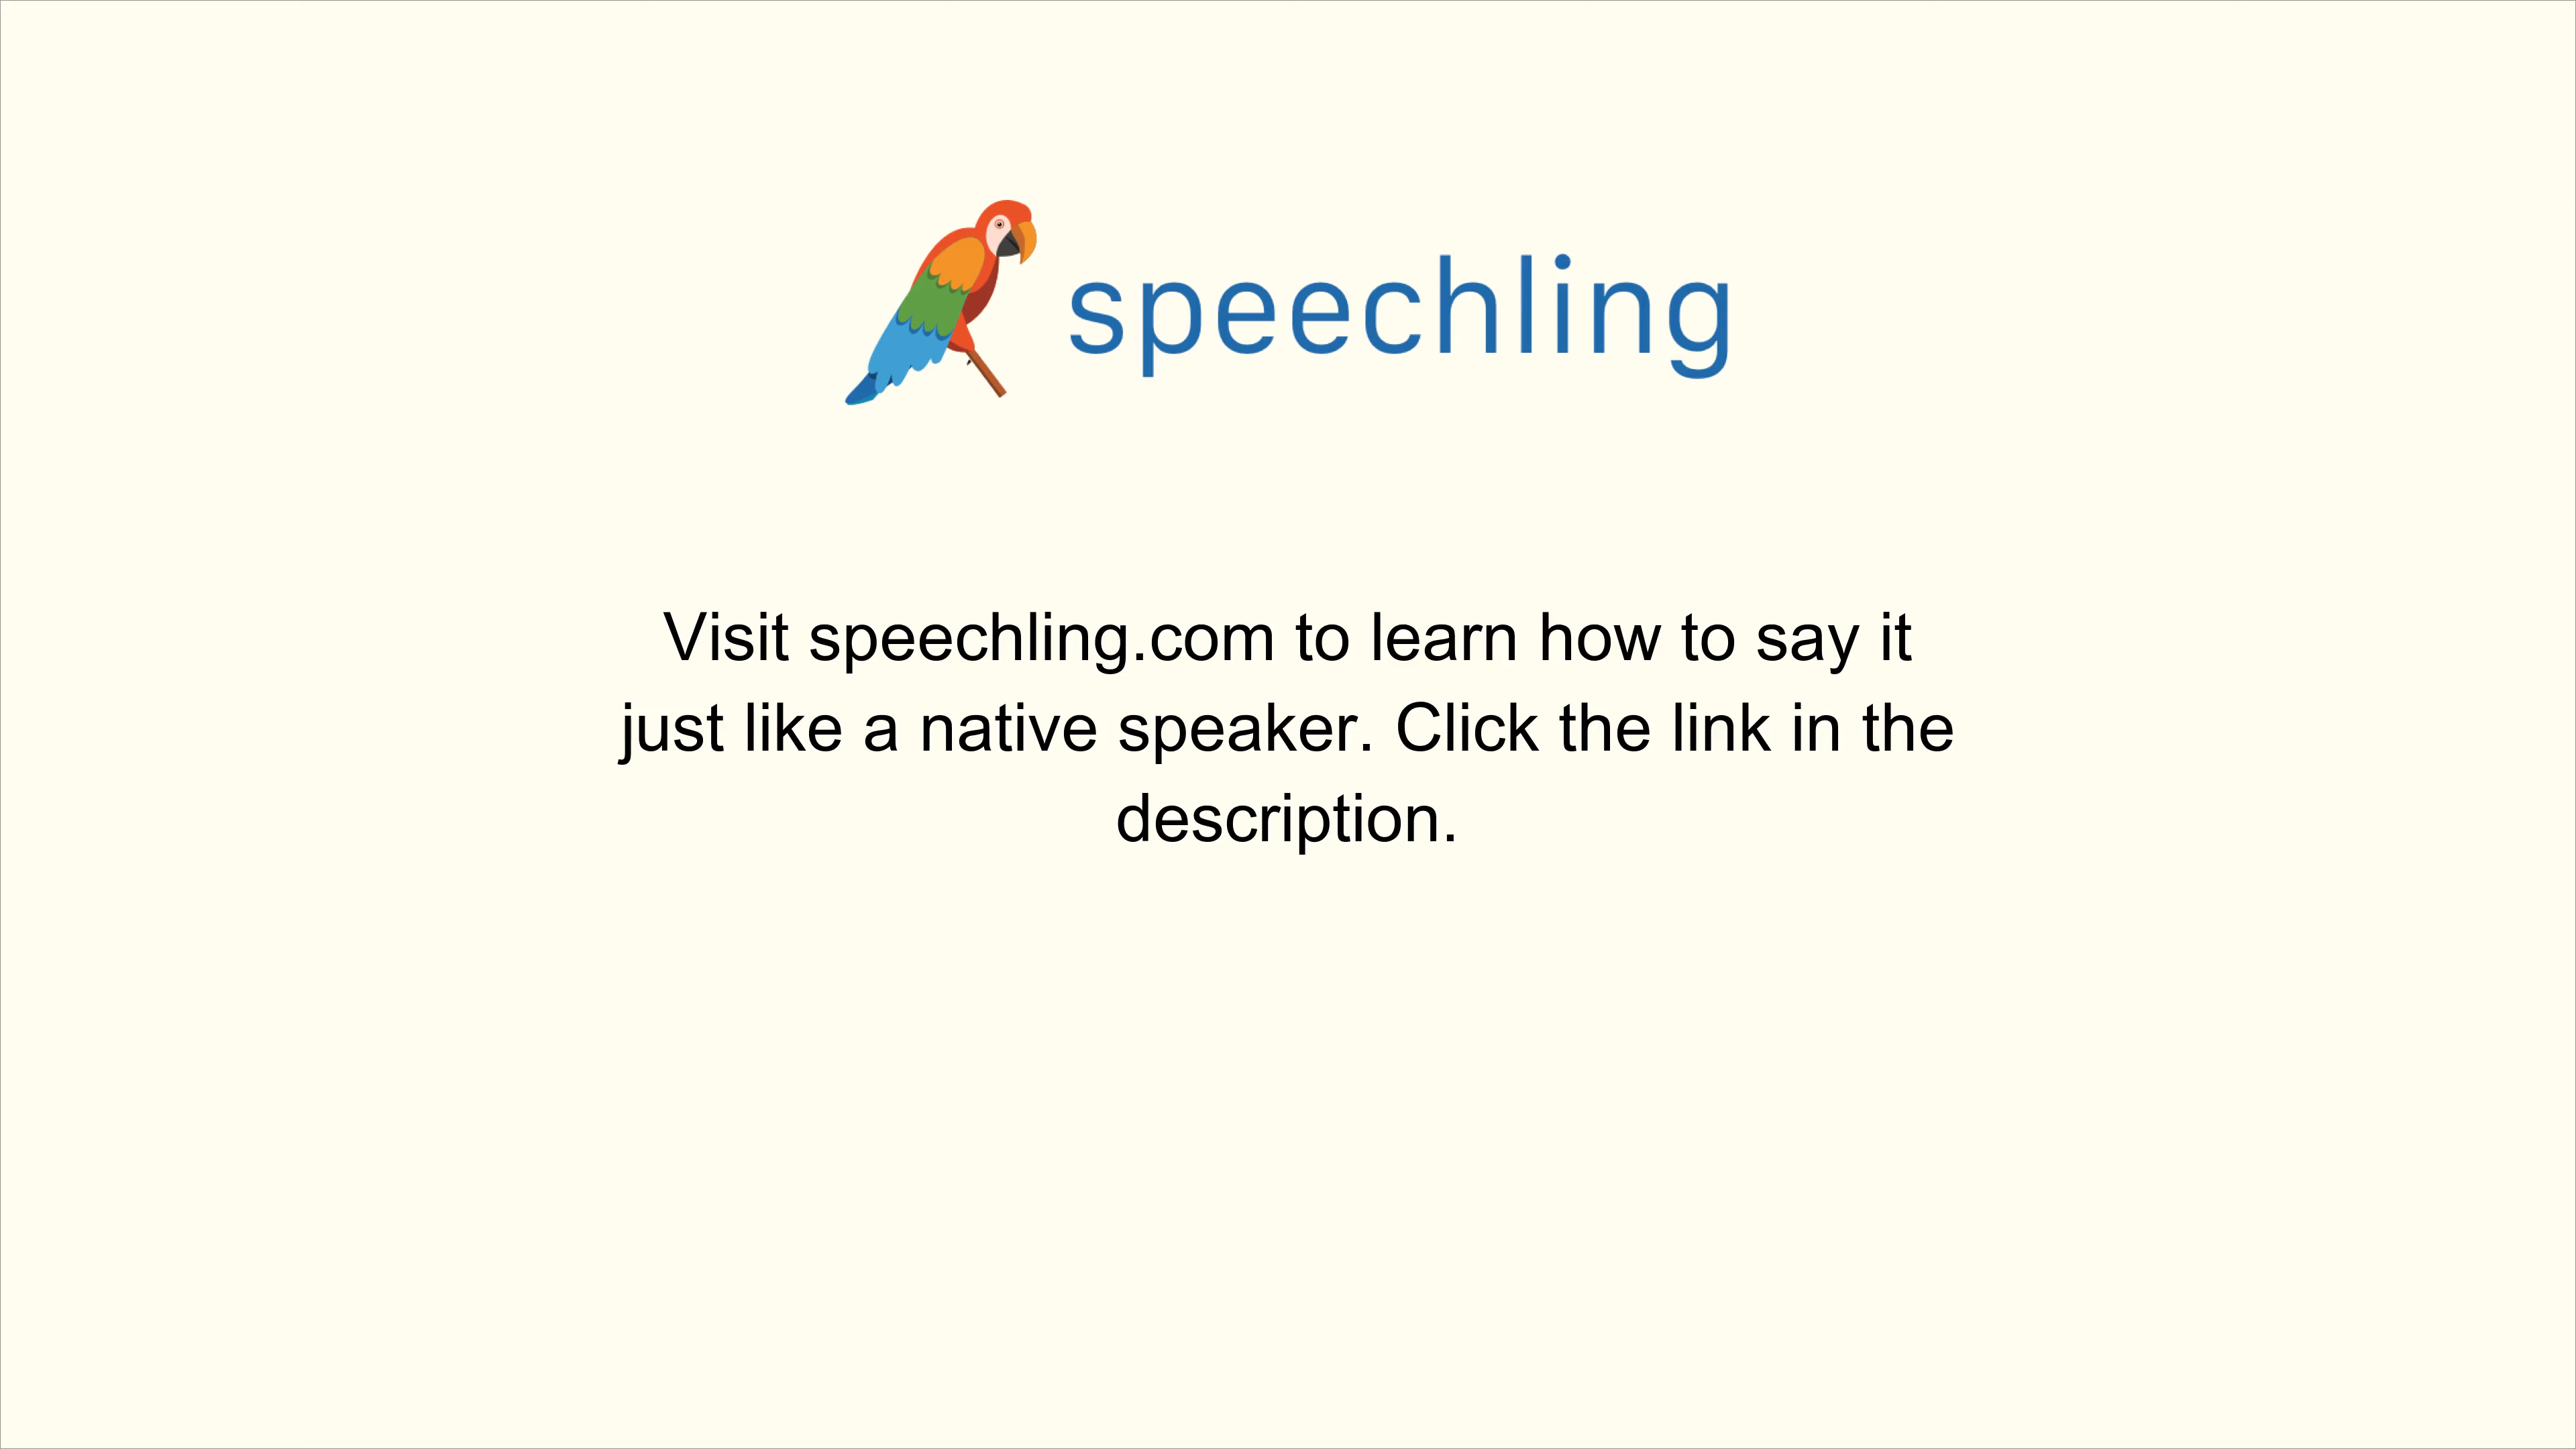 speechling
Visit speechling.com to learn how to say it
just like a native speaker. Click the link in the
description.